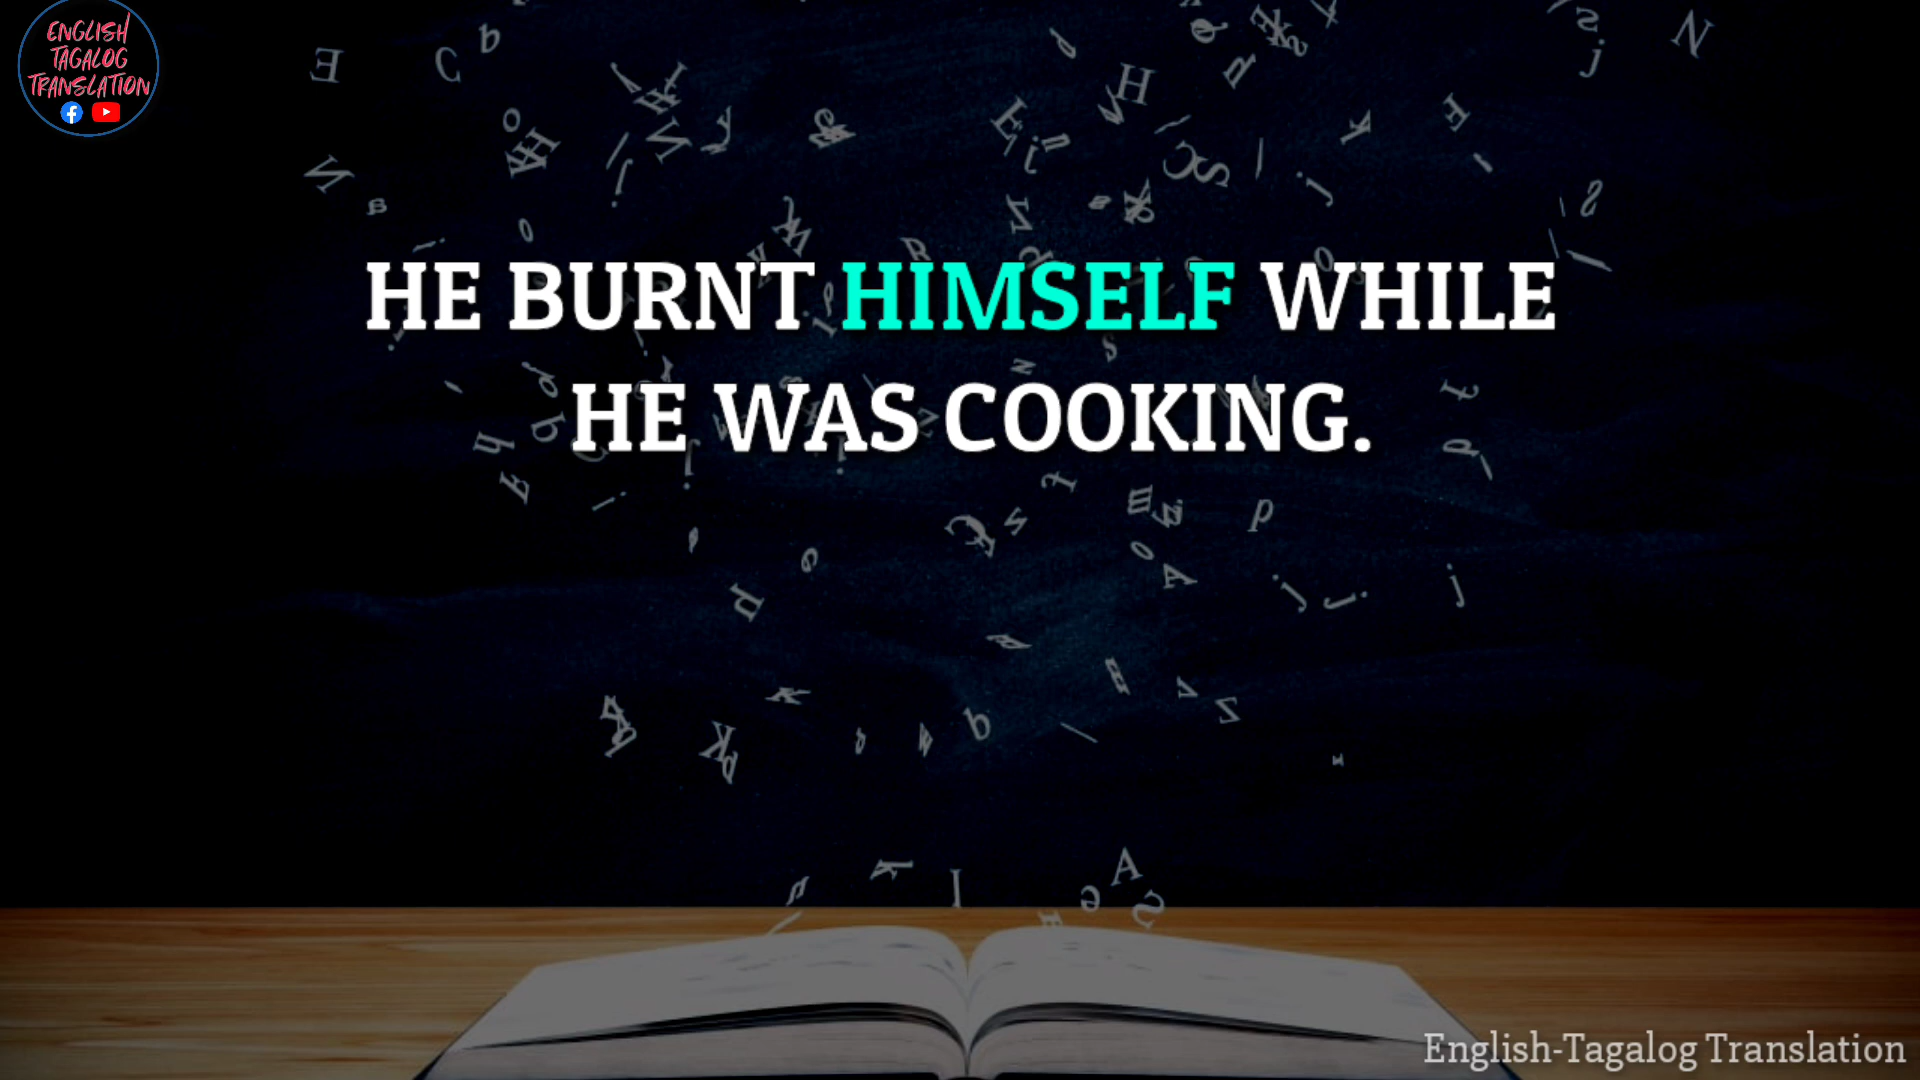 ENGLISH
TAGALOG
TRANSLATION
HE BURNT HIMSELF WHILE
HE WAS COOKING.
English-Tagalog Translation